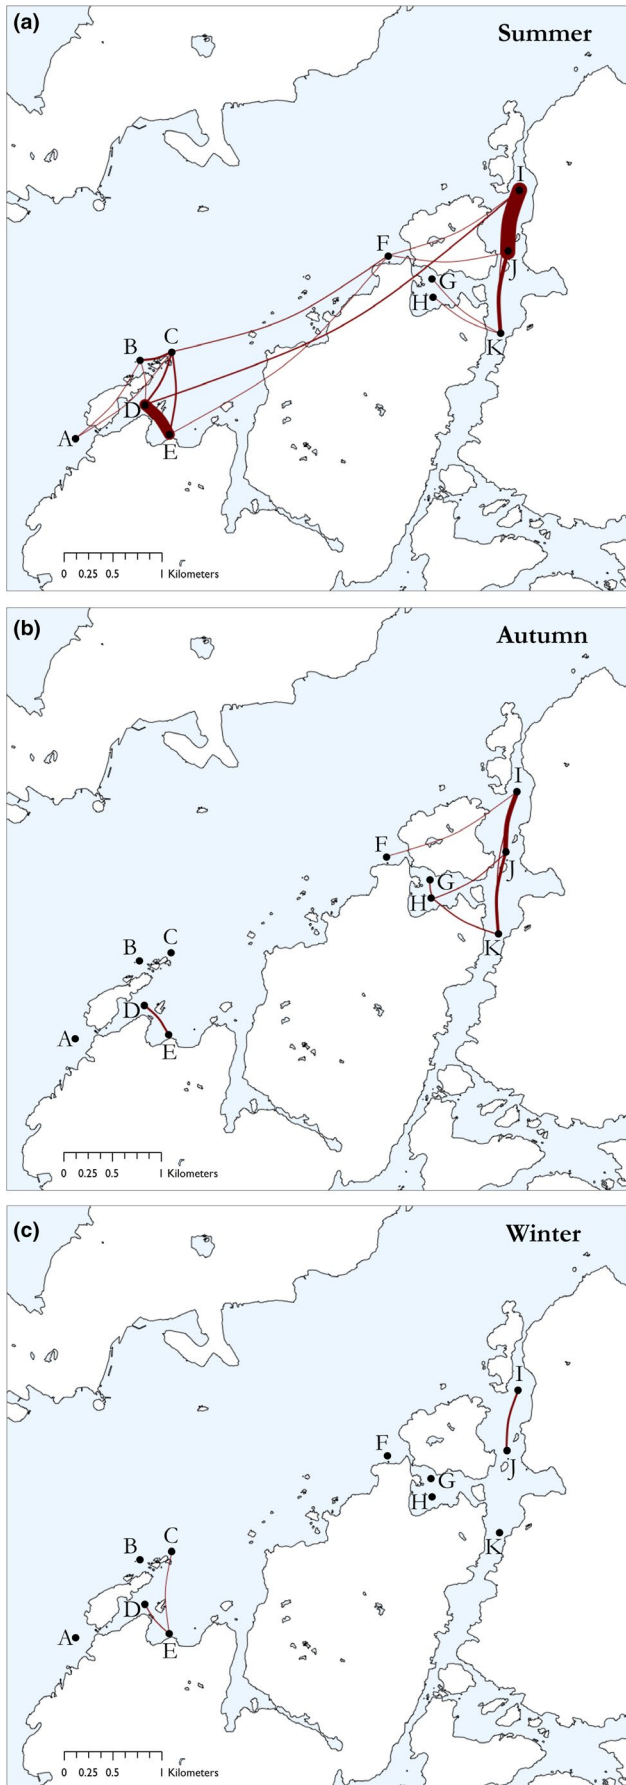 (a)
Summer
I
F
J
G
H
K
C
B
D
A
E
0 0.25 0.5 1 Kilometers
(b)
Autumn
I
F
J
G
H
K
C
B
D
A
E
0 0.25 0.5 1 Kilometers
(c)
Winter
I
F
J
G
H
K
C
B
D
A
E
0 0.25 0.5 1 Kilometers